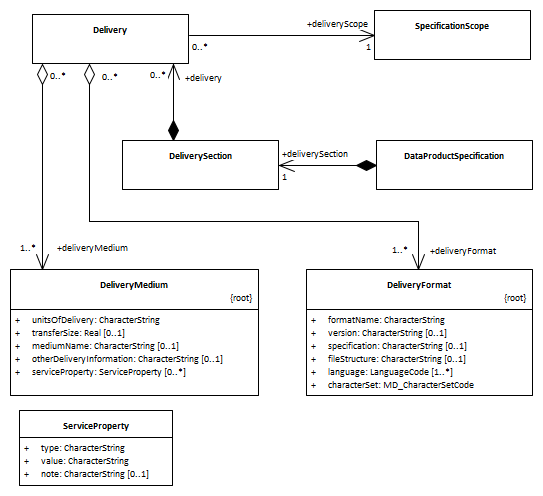 Delivery
+deliveryScope
SpecificationScope
0..*
1
0..*
0..*
0..*
+delivery
DeliverySection
+deliverySection
1
DataProductSpecification
1..*
+deliveryMedium
1..*
+deliveryFormat
DeliveryMedium
{root}
+ unitsOfDelivery: CharacterString
+ transferSize: Real [0..1]
+ mediumName: CharacterString [0..1]
+ otherDeliveryInformation: CharacterString [0..1]
+ serviceProperty: ServiceProperty [0..*]
DeliveryFormat
{root}
+ formatName: CharacterString
+ version: CharacterString [0..1]
+ specification: CharacterString [0..1]
+ fileStructure: CharacterString [0..1]
+ language: LanguageCode [1..*]
+ characterSet: MD_CharacterSetCode
ServiceProperty
+ type: CharacterString
+ value: CharacterString
+ note: CharacterString [0..1]